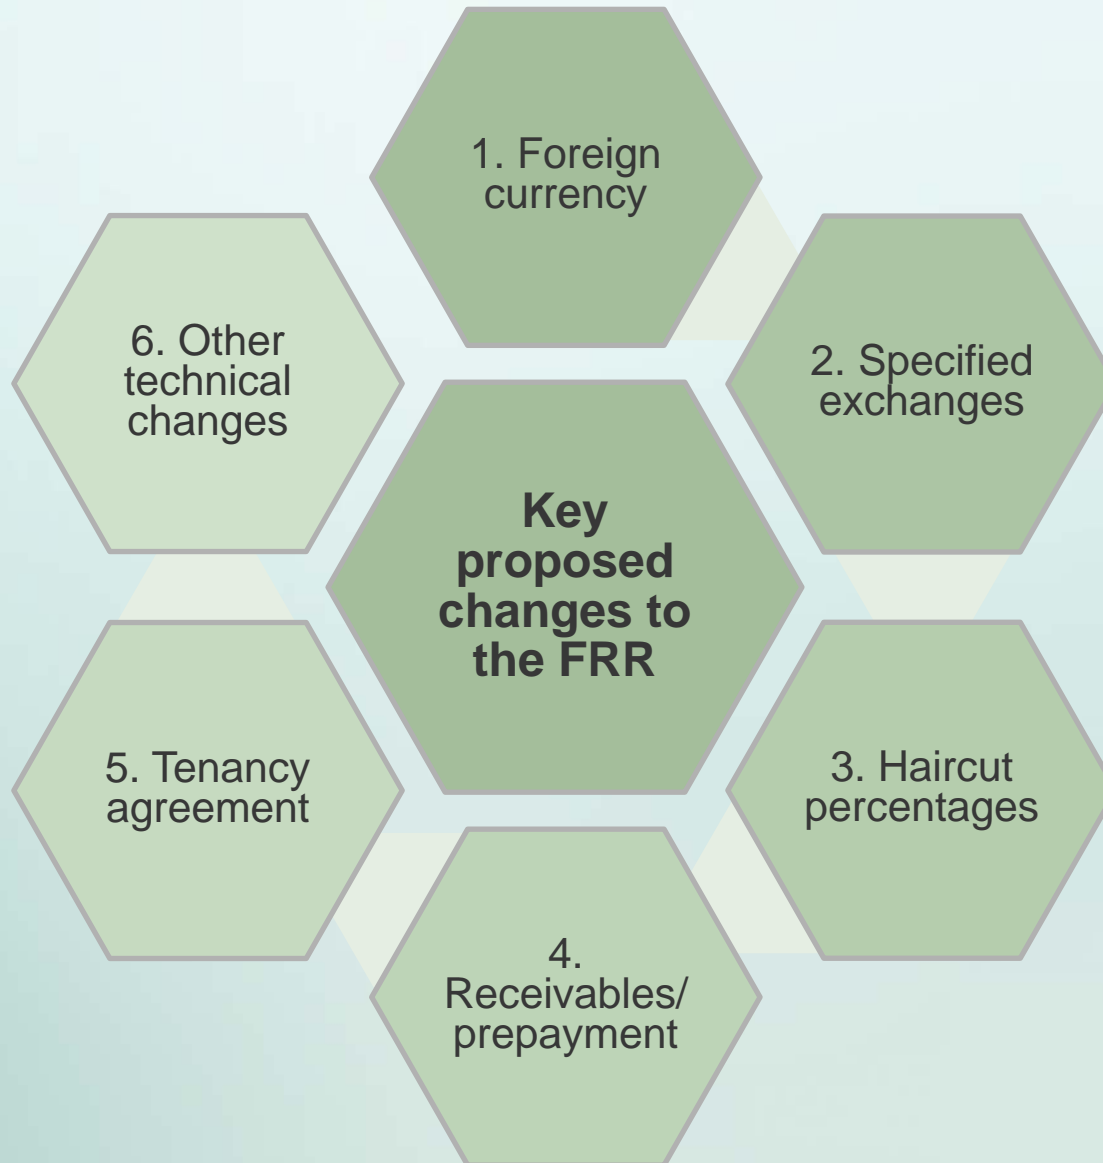 Key
proposed
changes to
the FRR
1. Foreign
currency
2. Specified
exchanges
3. Haircut
percentages
4.
Receivables/
prepayment
5. Tenancy
agreement
6. Other
technical
changes